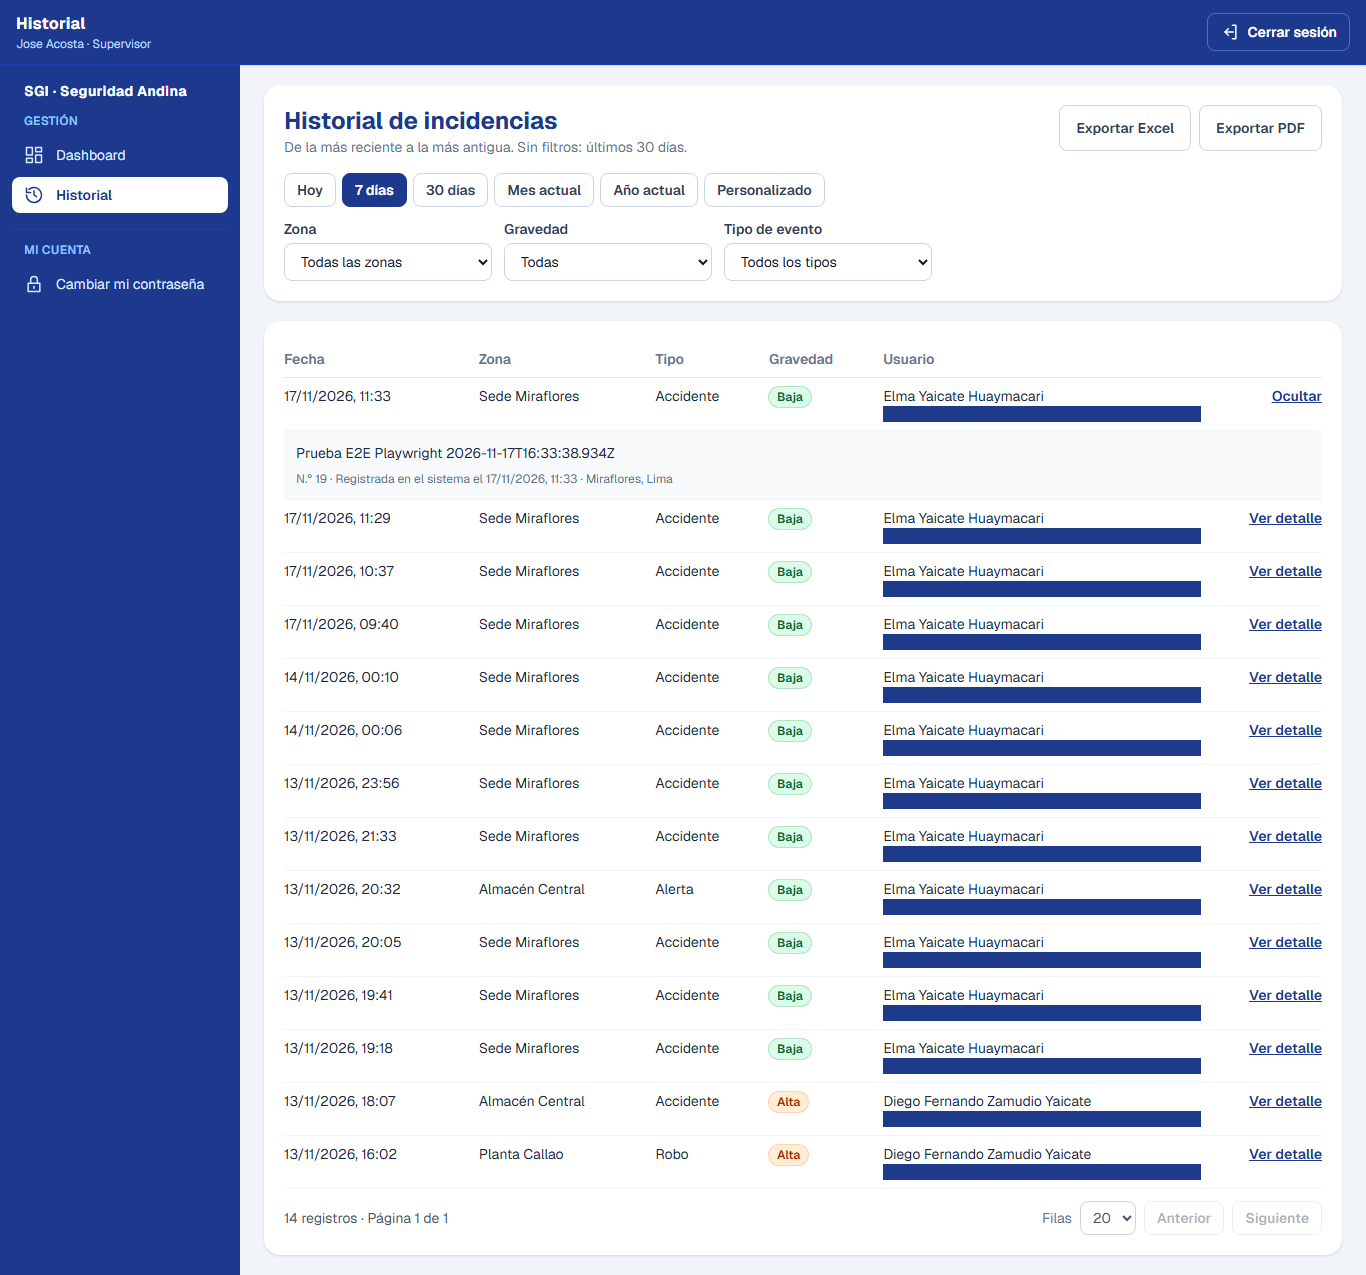 Historial
Jose Acosta · Supervisor
Cerrar sesión
SGI · Seguridad Andina
GESTIÓN
Dashboard
Historial
MI CUENTA
Cambiar mi contraseña
Historial de incidencias
De la más reciente a la más antigua. Sin filtros: últimos 30 días.
Exportar Excel
Exportar PDF
Hoy 7 días 30 días Mes actual Año actual Personalizado
Zona Gravedad Tipo de evento
Todas las zonas Todas Todos los tipos
Fecha Zona Tipo Gravedad Usuario
17/11/2026, 11:33 Sede Miraflores Accidente Baja Elma Yaicate Huaymacari Ocultar
Prueba E2E Playwright 2026-11-17T16:33:38.934Z
N.° 19 · Registrada en el sistema el 17/11/2026, 11:33 · Miraflores, Lima
17/11/2026, 11:29 Sede Miraflores Accidente Baja Elma Yaicate Huaymacari Ver detalle
17/11/2026, 10:37 Sede Miraflores Accidente Baja Elma Yaicate Huaymacari Ver detalle
17/11/2026, 09:40 Sede Miraflores Accidente Baja Elma Yaicate Huaymacari Ver detalle
14/11/2026, 00:10 Sede Miraflores Accidente Baja Elma Yaicate Huaymacari Ver detalle
14/11/2026, 00:06 Sede Miraflores Accidente Baja Elma Yaicate Huaymacari Ver detalle
13/11/2026, 23:56 Sede Miraflores Accidente Baja Elma Yaicate Huaymacari Ver detalle
13/11/2026, 21:33 Sede Miraflores Accidente Baja Elma Yaicate Huaymacari Ver detalle
13/11/2026, 20:32 Almacén Central Alerta Baja Elma Yaicate Huaymacari Ver detalle
13/11/2026, 20:05 Sede Miraflores Accidente Baja Elma Yaicate Huaymacari Ver detalle
13/11/2026, 19:41 Sede Miraflores Accidente Baja Elma Yaicate Huaymacari Ver detalle
13/11/2026, 19:18 Sede Miraflores Accidente Baja Elma Yaicate Huaymacari Ver detalle
13/11/2026, 18:07 Almacén Central Accidente Alta Diego Fernando Zamudio Yaicate Ver detalle
13/11/2026, 16:02 Planta Callao Robo Alta Diego Fernando Zamudio Yaicate Ver detalle
14 registros · Página 1 de 1 Filas 20 Anterior Siguiente